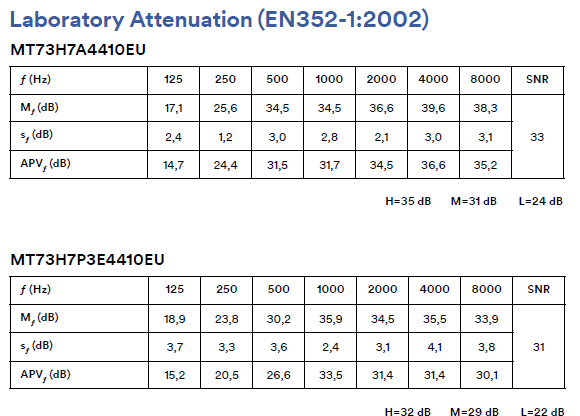 Laboratory Attenuation (EN352-1:2002)
MT73H7A4410EU
f (Hz) 125 250 500 1000 2000 4000 8000 SNR
Mf (dB) 17,1 25,6 34,5 34,5 36,6 39,6 38,3
sf (dB) 2,4 1,2 3,0 2,8 2,1 3,0 3,1 33
APVf (dB) 14,7 24,4 31,5 31,7 34,5 36,6 35,2
H=35 dB M=31 dB L=24 dB
MT73H7P3E4410EU
f (Hz) 125 250 500 1000 2000 4000 8000 SNR
Mf (dB) 18,9 23,8 30,2 35,9 34,5 35,5 33,9
sf (dB) 3,7 3,3 3,6 2,4 3,1 4,1 3,8 31
APVf (dB) 15,2 20,5 26,6 33,5 31,4 31,4 30,1
H=32 dB M=29 dB L=22 dB